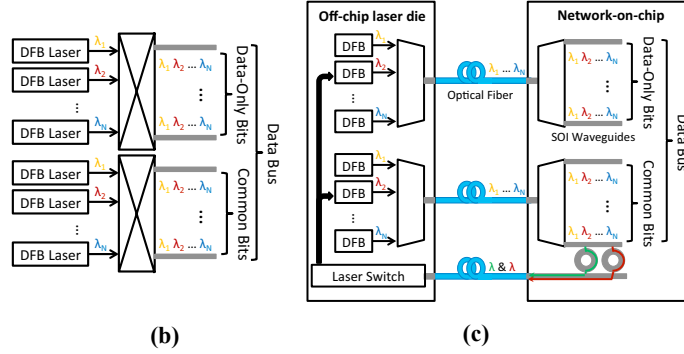 DFB Laser
λ1
DFB Laser
λ2
...
DFB Laser
λN
λ1 λ2 ... λN
...
Data-Only Bits
DFB Laser
λ1
DFB Laser
λ2
...
DFB Laser
λN
λ1 λ2 ... λN
...
Common Bits
Data Bus
(b)
Off-chip laser die
DFB
λ1
DFB
λ2
...
DFB
λN
DFB
λ1
DFB
λ2
...
DFB
λN
Laser Switch
λ1 ... λN
Optical Fiber
λ1 ... λN
λ & λ
Network-on-chip
λ1 λ2 ... λN
...
λ1 λ2 ... λN
Data-Only Bits
SOI Waveguides
λ1 λ2 ... λN
...
λ1 λ2 ... λN
Common Bits
Data Bus
(c)